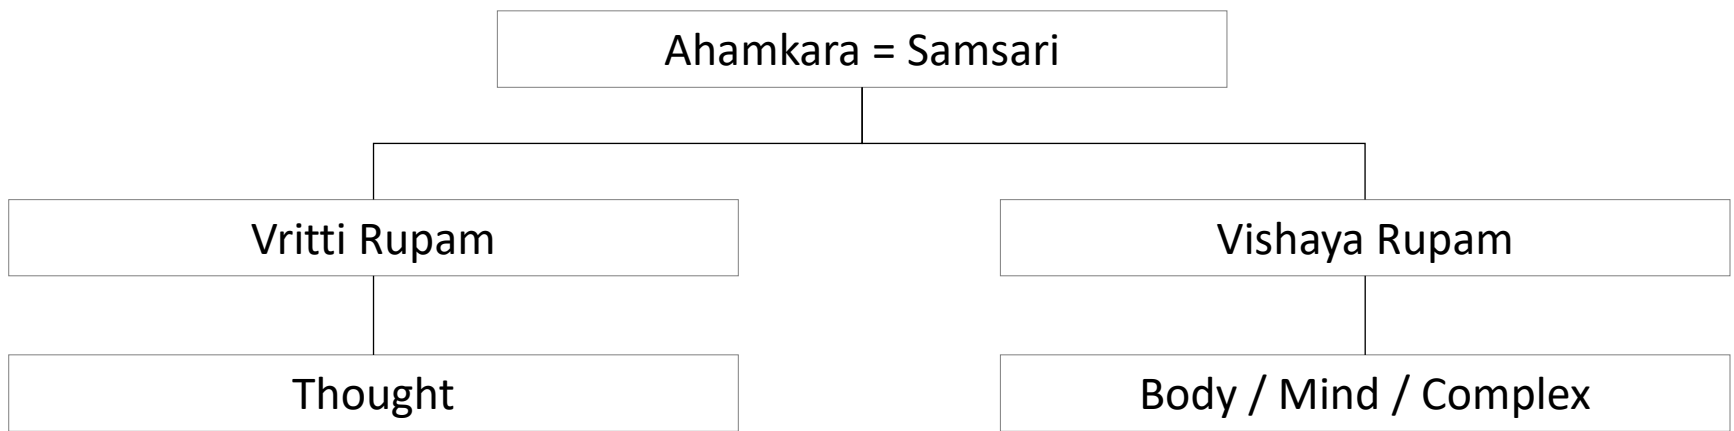 Ahamkara = Samsari
Vritti Rupam
Vishaya Rupam
Thought
Body / Mind / Complex